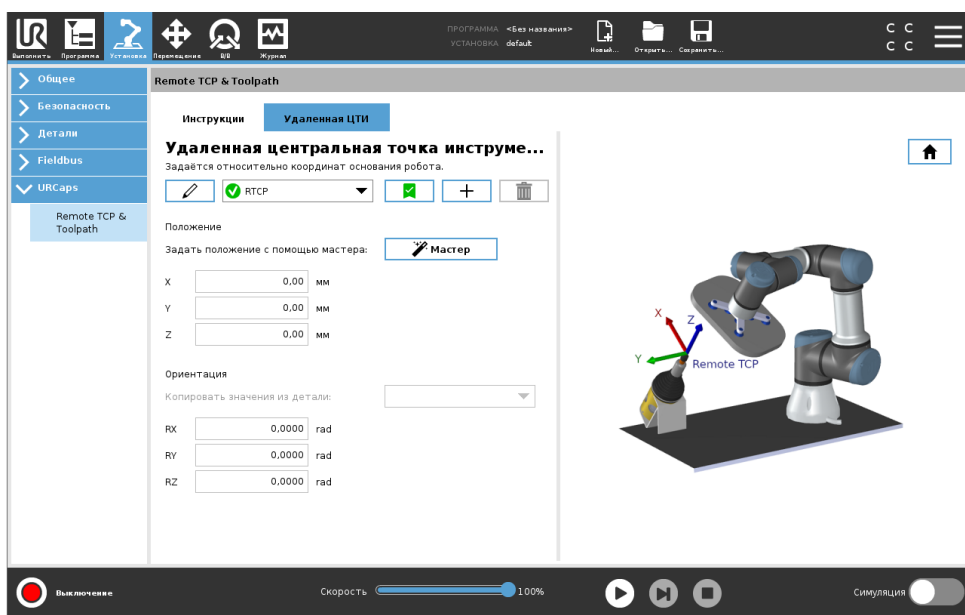 ПРОГРАММА <Без названия>
УСТАНОВКА default
Выполнить Программа Установка Перемещение В/В Журнал
Новый... Открыть... Сохранить...
C C
C C
Общее
Безопасность
Детали
Fieldbus
URCaps
Remote TCP &
Toolpath
Remote TCP & Toolpath
Инструкции Удаленная ЦТИ
Удаленная центральная точка инструме...
Задаётся относительно координат основания робота.
RTCP
Положение
Задать положение с помощью мастера: Мастер
X 0,00 мм
Y 0,00 мм
Z 0,00 мм
Ориентация
Копировать значения из детали:
RX 0,0000 rad
RY 0,0000 rad
RZ 0,0000 rad
X
Z
Y
Remote TCP
Выключение Скорость 100% Симуляция